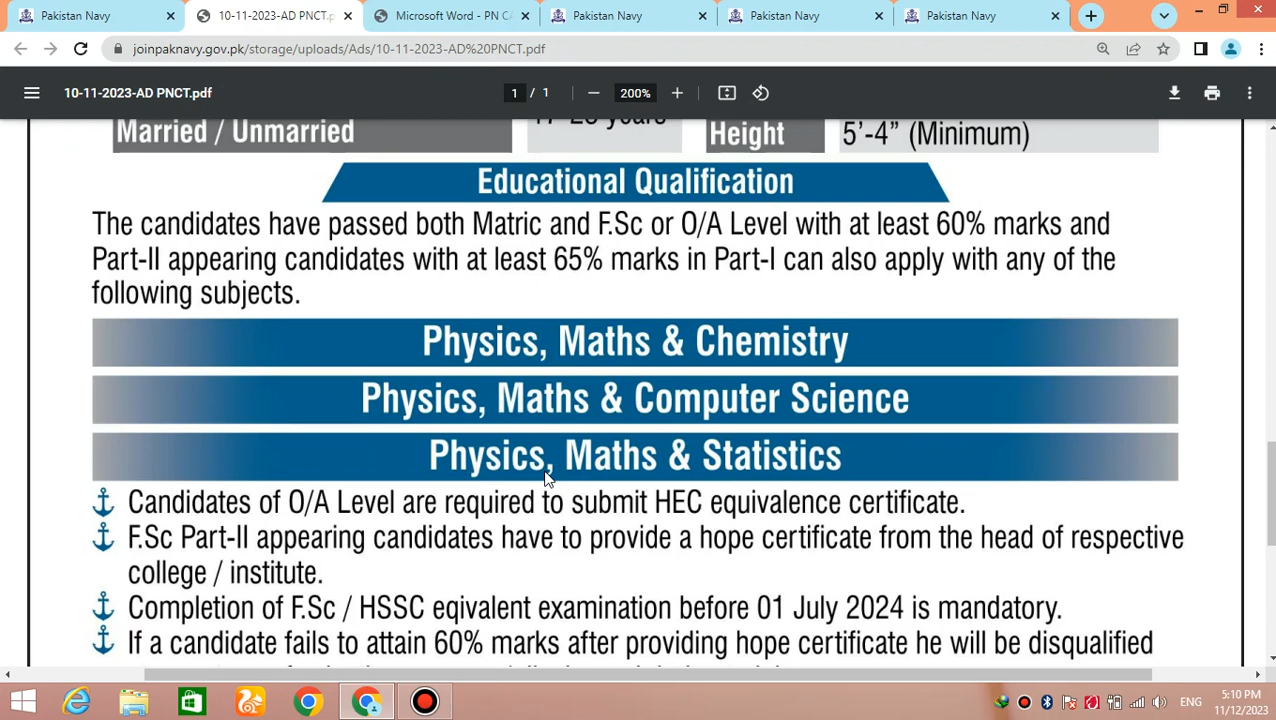 Pakistan Navy
10-11-2023-AD PNCT.p
Microsoft Word - PN CA
Pakistan Navy
Pakistan Navy
Pakistan Navy
joinpaknavy.gov.pk/storage/uploads/Ads/10-11-2023-AD%20PNCT.pdf
10-11-2023-AD PNCT.pdf
1 / 1
200%
Married / Unmarried
17-23 years
Height
5'-4" (Minimum)
Educational Qualification
The candidates have passed both Matric and F.Sc or O/A Level with at least 60% marks and
Part-II appearing candidates with at least 65% marks in Part-I can also apply with any of the
following subjects.
Physics, Maths & Chemistry
Physics, Maths & Computer Science
Physics, Maths & Statistics
Candidates of O/A Level are required to submit HEC equivalence certificate.
F.Sc Part-II appearing candidates have to provide a hope certificate from the head of respective
college / institute.
Completion of F.Sc / HSSC eqivalent examination before 01 July 2024 is mandatory.
If a candidate fails to attain 60% marks after providing hope certificate he will be disqualified
ENG
5:10 PM
11/12/2023